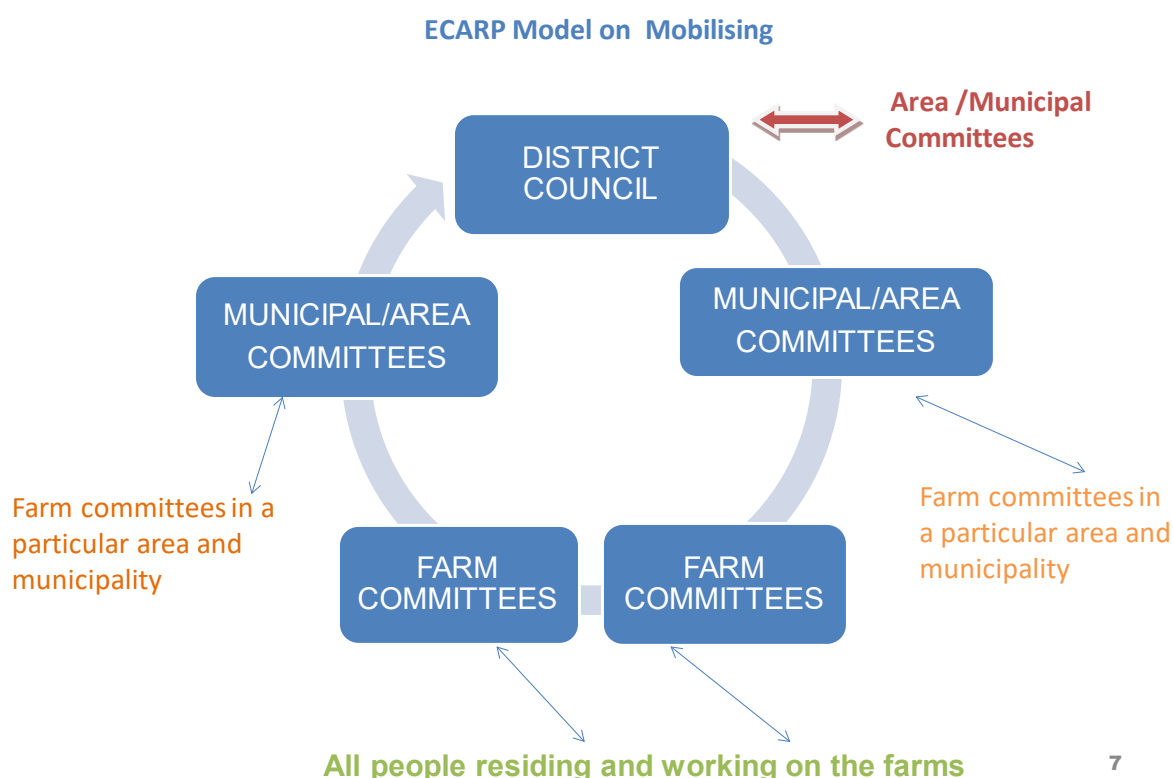 ECARP Model on Mobilising
Area /Municipal
Committees
DISTRICT
COUNCIL
MUNICIPAL/AREA
COMMITTEES
MUNICIPAL/AREA
COMMITTEES
Farm committees in a
particular area and
municipality
Farm committees in
a particular area and
municipality
FARM
COMMITTEES
FARM
COMMITTEES
All people residing and working on the farms
7